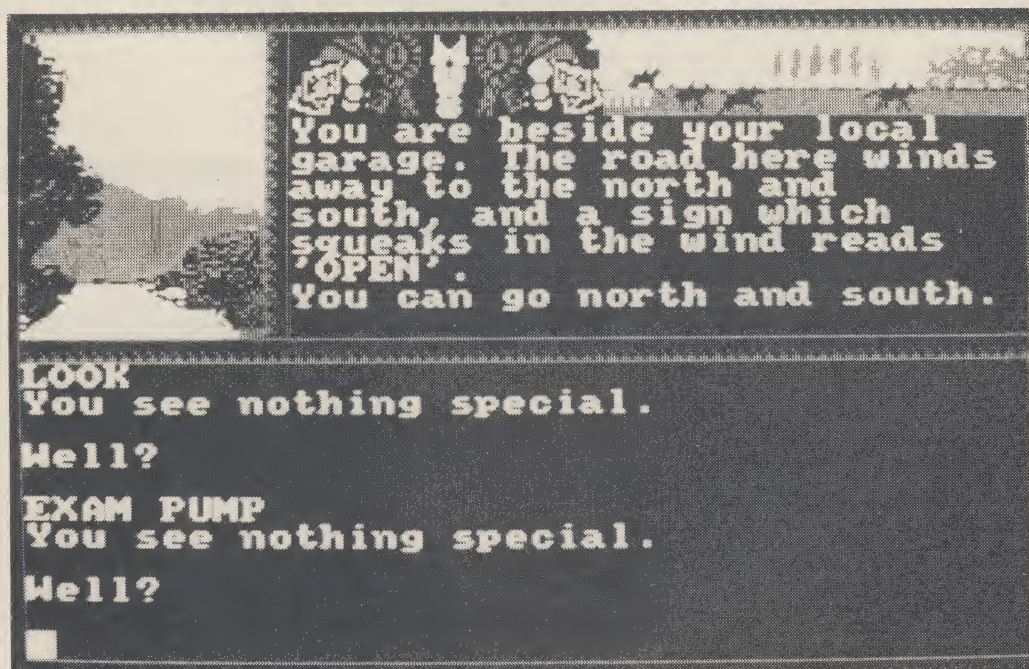 You are beside your local
garage. The road here winds
away to the north and
south, and a sign which
squeaks in the wind reads
'OPEN'.
You can go north and south.
LOOK
You see nothing special.
Well?
EXAM PUMP
You see nothing special.
Well?